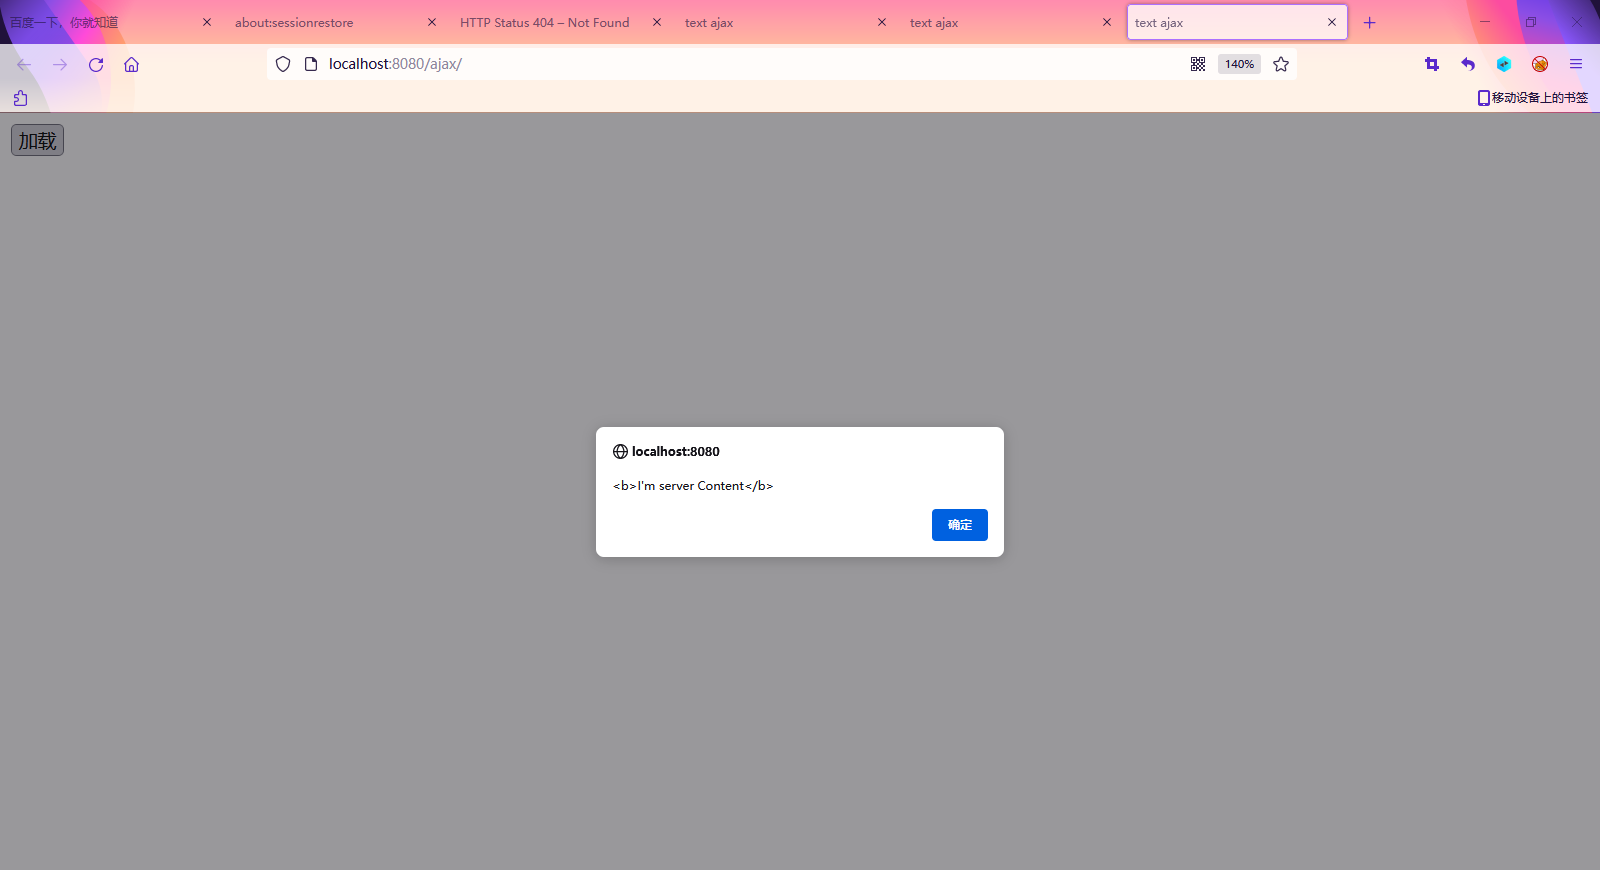 百度一下，你就知道
about:sessionrestore
HTTP Status 404 – Not Found
text ajax
text ajax
text ajax
localhost:8080/ajax/
140%
移动设备上的书签
加载
localhost:8080
<b>I'm server Content</b>
确定